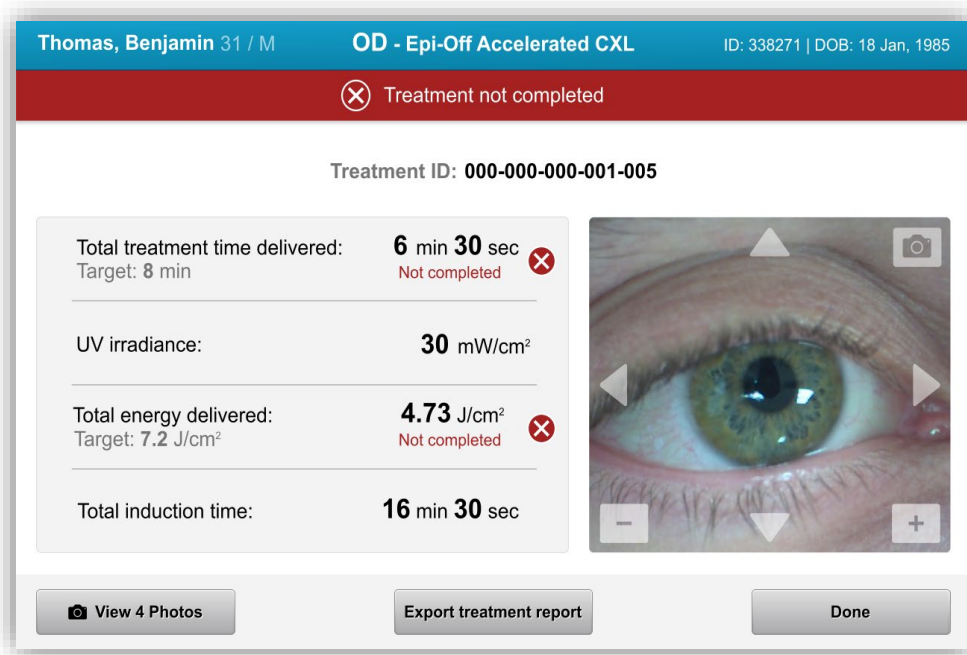 Thomas, Benjamin 31 / M OD - Epi-Off Accelerated CXL ID: 338271 | DOB: 18 Jan, 1985
Treatment not completed
Treatment ID: 000-000-000-001-005
Total treatment time delivered: 6 min 30 sec
Target: 8 min Not completed
UV irradiance: 30 mW/cm²
Total energy delivered: 4.73 J/cm²
Target: 7.2 J/cm² Not completed
Total induction time: 16 min 30 sec
View 4 Photos Export treatment report Done